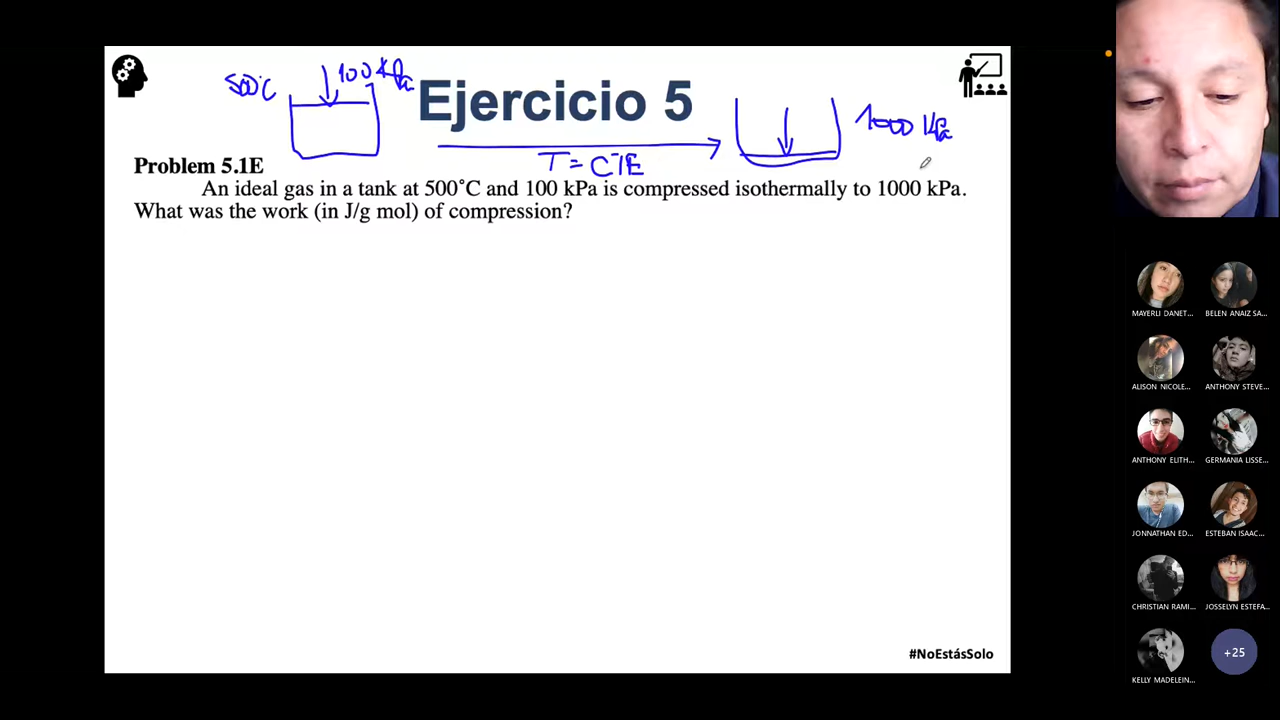 500°C
100 kPa
Ejercicio 5
1000 kPa
T = CTE
Problem 5.1E
An ideal gas in a tank at 500°C and 100 kPa is compressed isothermally to 1000 kPa.
What was the work (in J/g mol) of compression?
#NoEstásSolo
MAYERLI DANET...
BELEN ANAIZ SA...
ALISON NICOLE...
ANTHONY STEVE...
ANTHONY ELITH...
GERMANIA LISSE...
JONNATHAN ED...
ESTEBAN ISAAC...
CHRISTIAN RAMI...
JOSSELYN ESTEFA...
KELLY MADELEIN...
+25